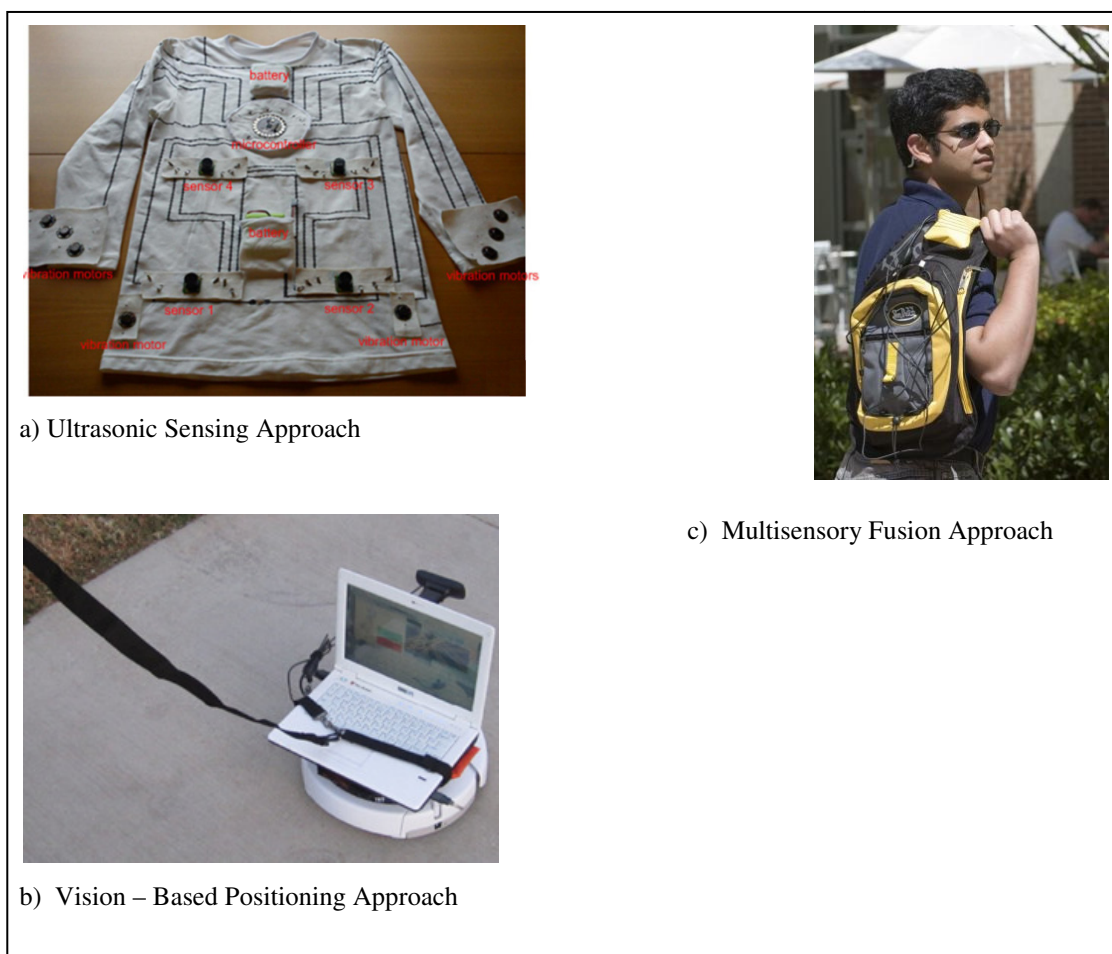 battery
microcontroller
sensor 4
sensor 3
battery
vibration motors
vibration motors
sensor 1
sensor 2
vibration motor
vibration motor
a) Ultrasonic Sensing Approach
c) Multisensory Fusion Approach
b) Vision – Based Positioning Approach